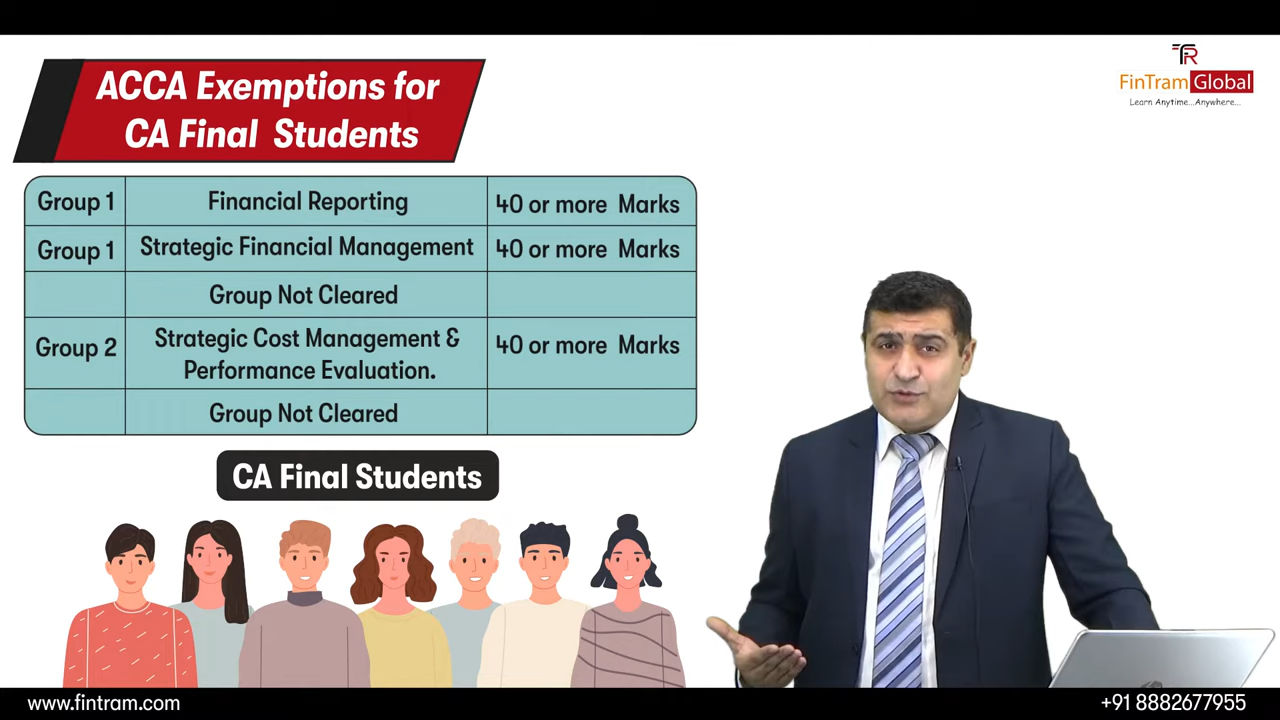 ACCA Exemptions for
CA Final Students
FR
FinTram Global
Learn Anytime...Anywhere...
Group 1 Financial Reporting 40 or more Marks
Group 1 Strategic Financial Management 40 or more Marks
Group Not Cleared
Group 2 Strategic Cost Management & 40 or more Marks
Performance Evaluation.
Group Not Cleared
CA Final Students
www.fintram.com
+91 8882677955